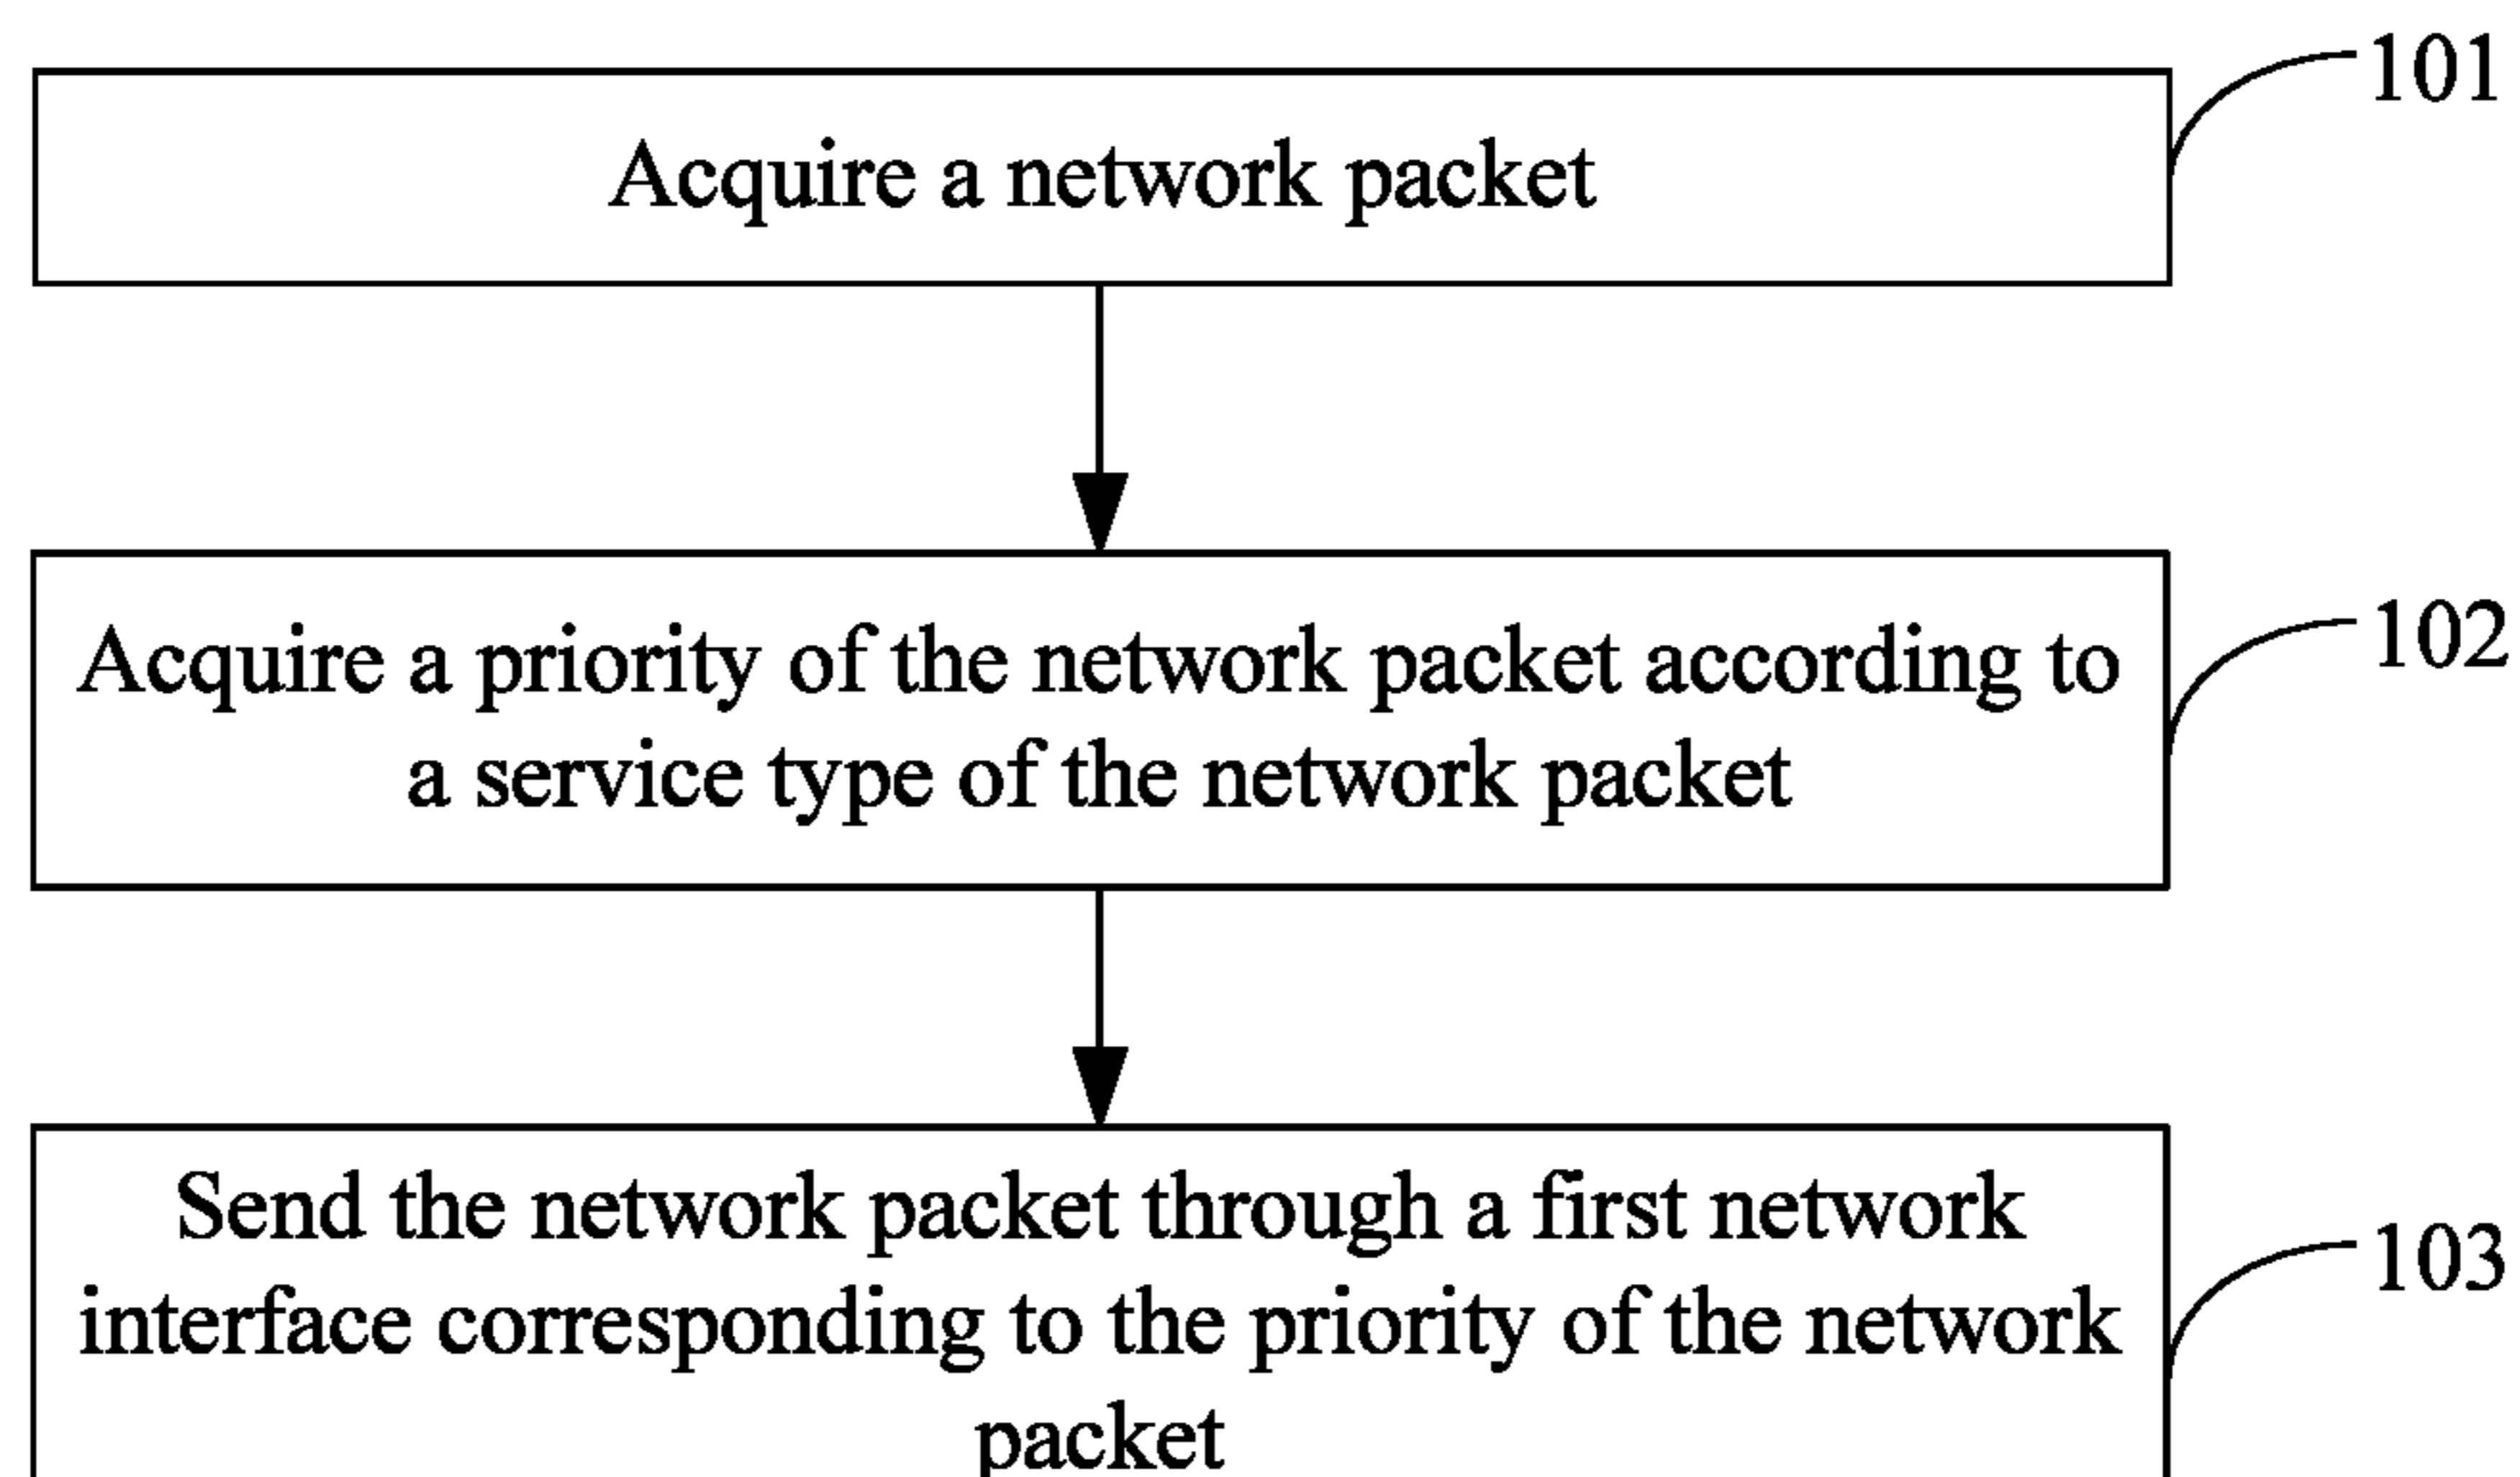 101
Acquire a network packet
102
Acquire a priority of the network packet according to
a service type of the network packet
103
Send the network packet through a first network
interface corresponding to the priority of the network
packet